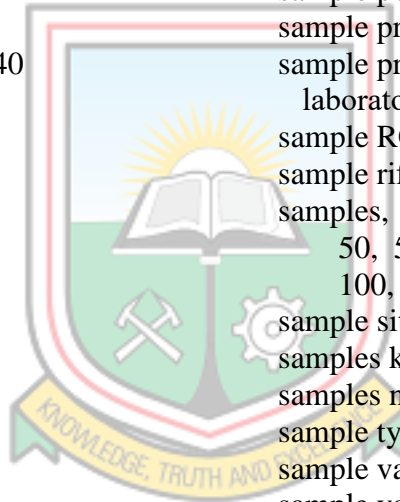 sample pr
40
sample pr
laborato
sample R
sample rif
samples,
50, 5
100,
sample sit
samples k
samples n
sample ty
sample va
KNOWLEDGE, TRUTH AND EXCELLENCE